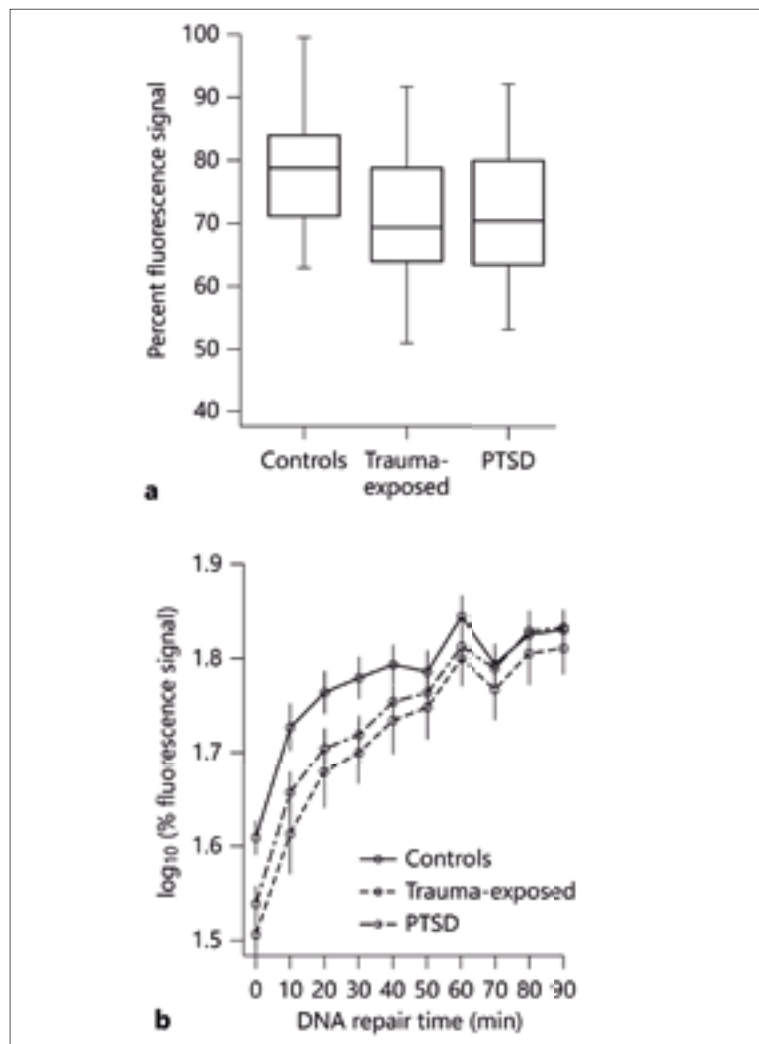 100
90
80
70
60
50
40
Percent fluorescence signal
Controls
Trauma-
exposed
PTSD
a
1.9
1.8
1.7
1.6
1.5
log10 (% fluorescence signal)
Controls
Trauma-exposed
PTSD
0 10 20 30 40 50 60 70 80 90
DNA repair time (min)
b